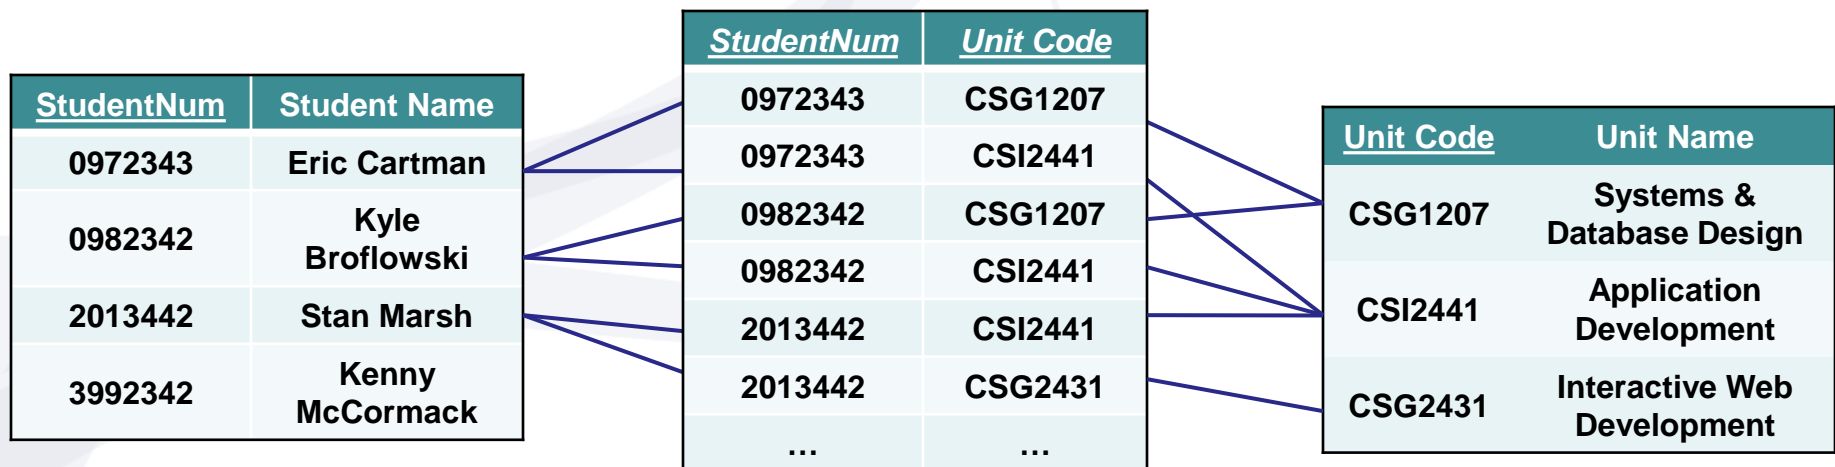 StudentNum Student Name
0972343 Eric Cartman
0982342 Kyle
Broflowski
2013442 Stan Marsh
3992342 Kenny
McCormack
StudentNum Unit Code
0972343 CSG1207
0972343 CSI2441
0982342 CSG1207
0982342 CSI2441
2013442 CSI2441
2013442 CSG2431
… …
Unit Code Unit Name
CSG1207 Systems &
Database Design
CSI2441 Application
Development
CSG2431 Interactive Web
Development